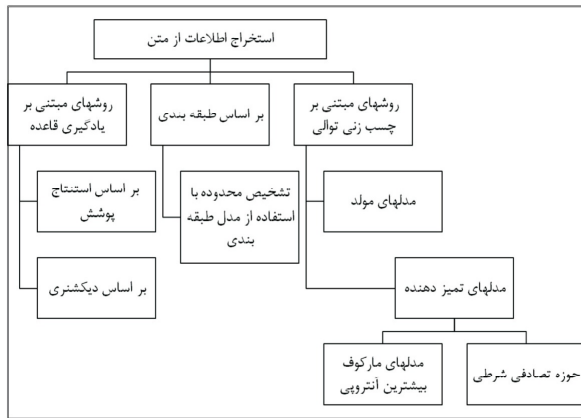 استخراج اطلاعات از متن
روشهای مبتنی بر
چسب زنی توالی
بر اساس طبقه بندی
روشهای مبتنی بر
یادگیری قاعده
مدلهای مولد
تشخیص محدوده با
استفاده از مدل طبقه
بندی
بر اساس استنتاج
پوشش
مدلهای تمیز دهنده
بر اساس دیکشنری
حوزه تصادفی شرطی
مدلهای مارکوف
بیشترین آنتروپی